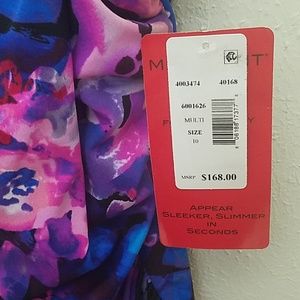 4003474 40168
6001626
MULTI
SIZE
10
MSRP $168.00
APPEAR
SLEEKER, SLIMMER
IN
SECONDS